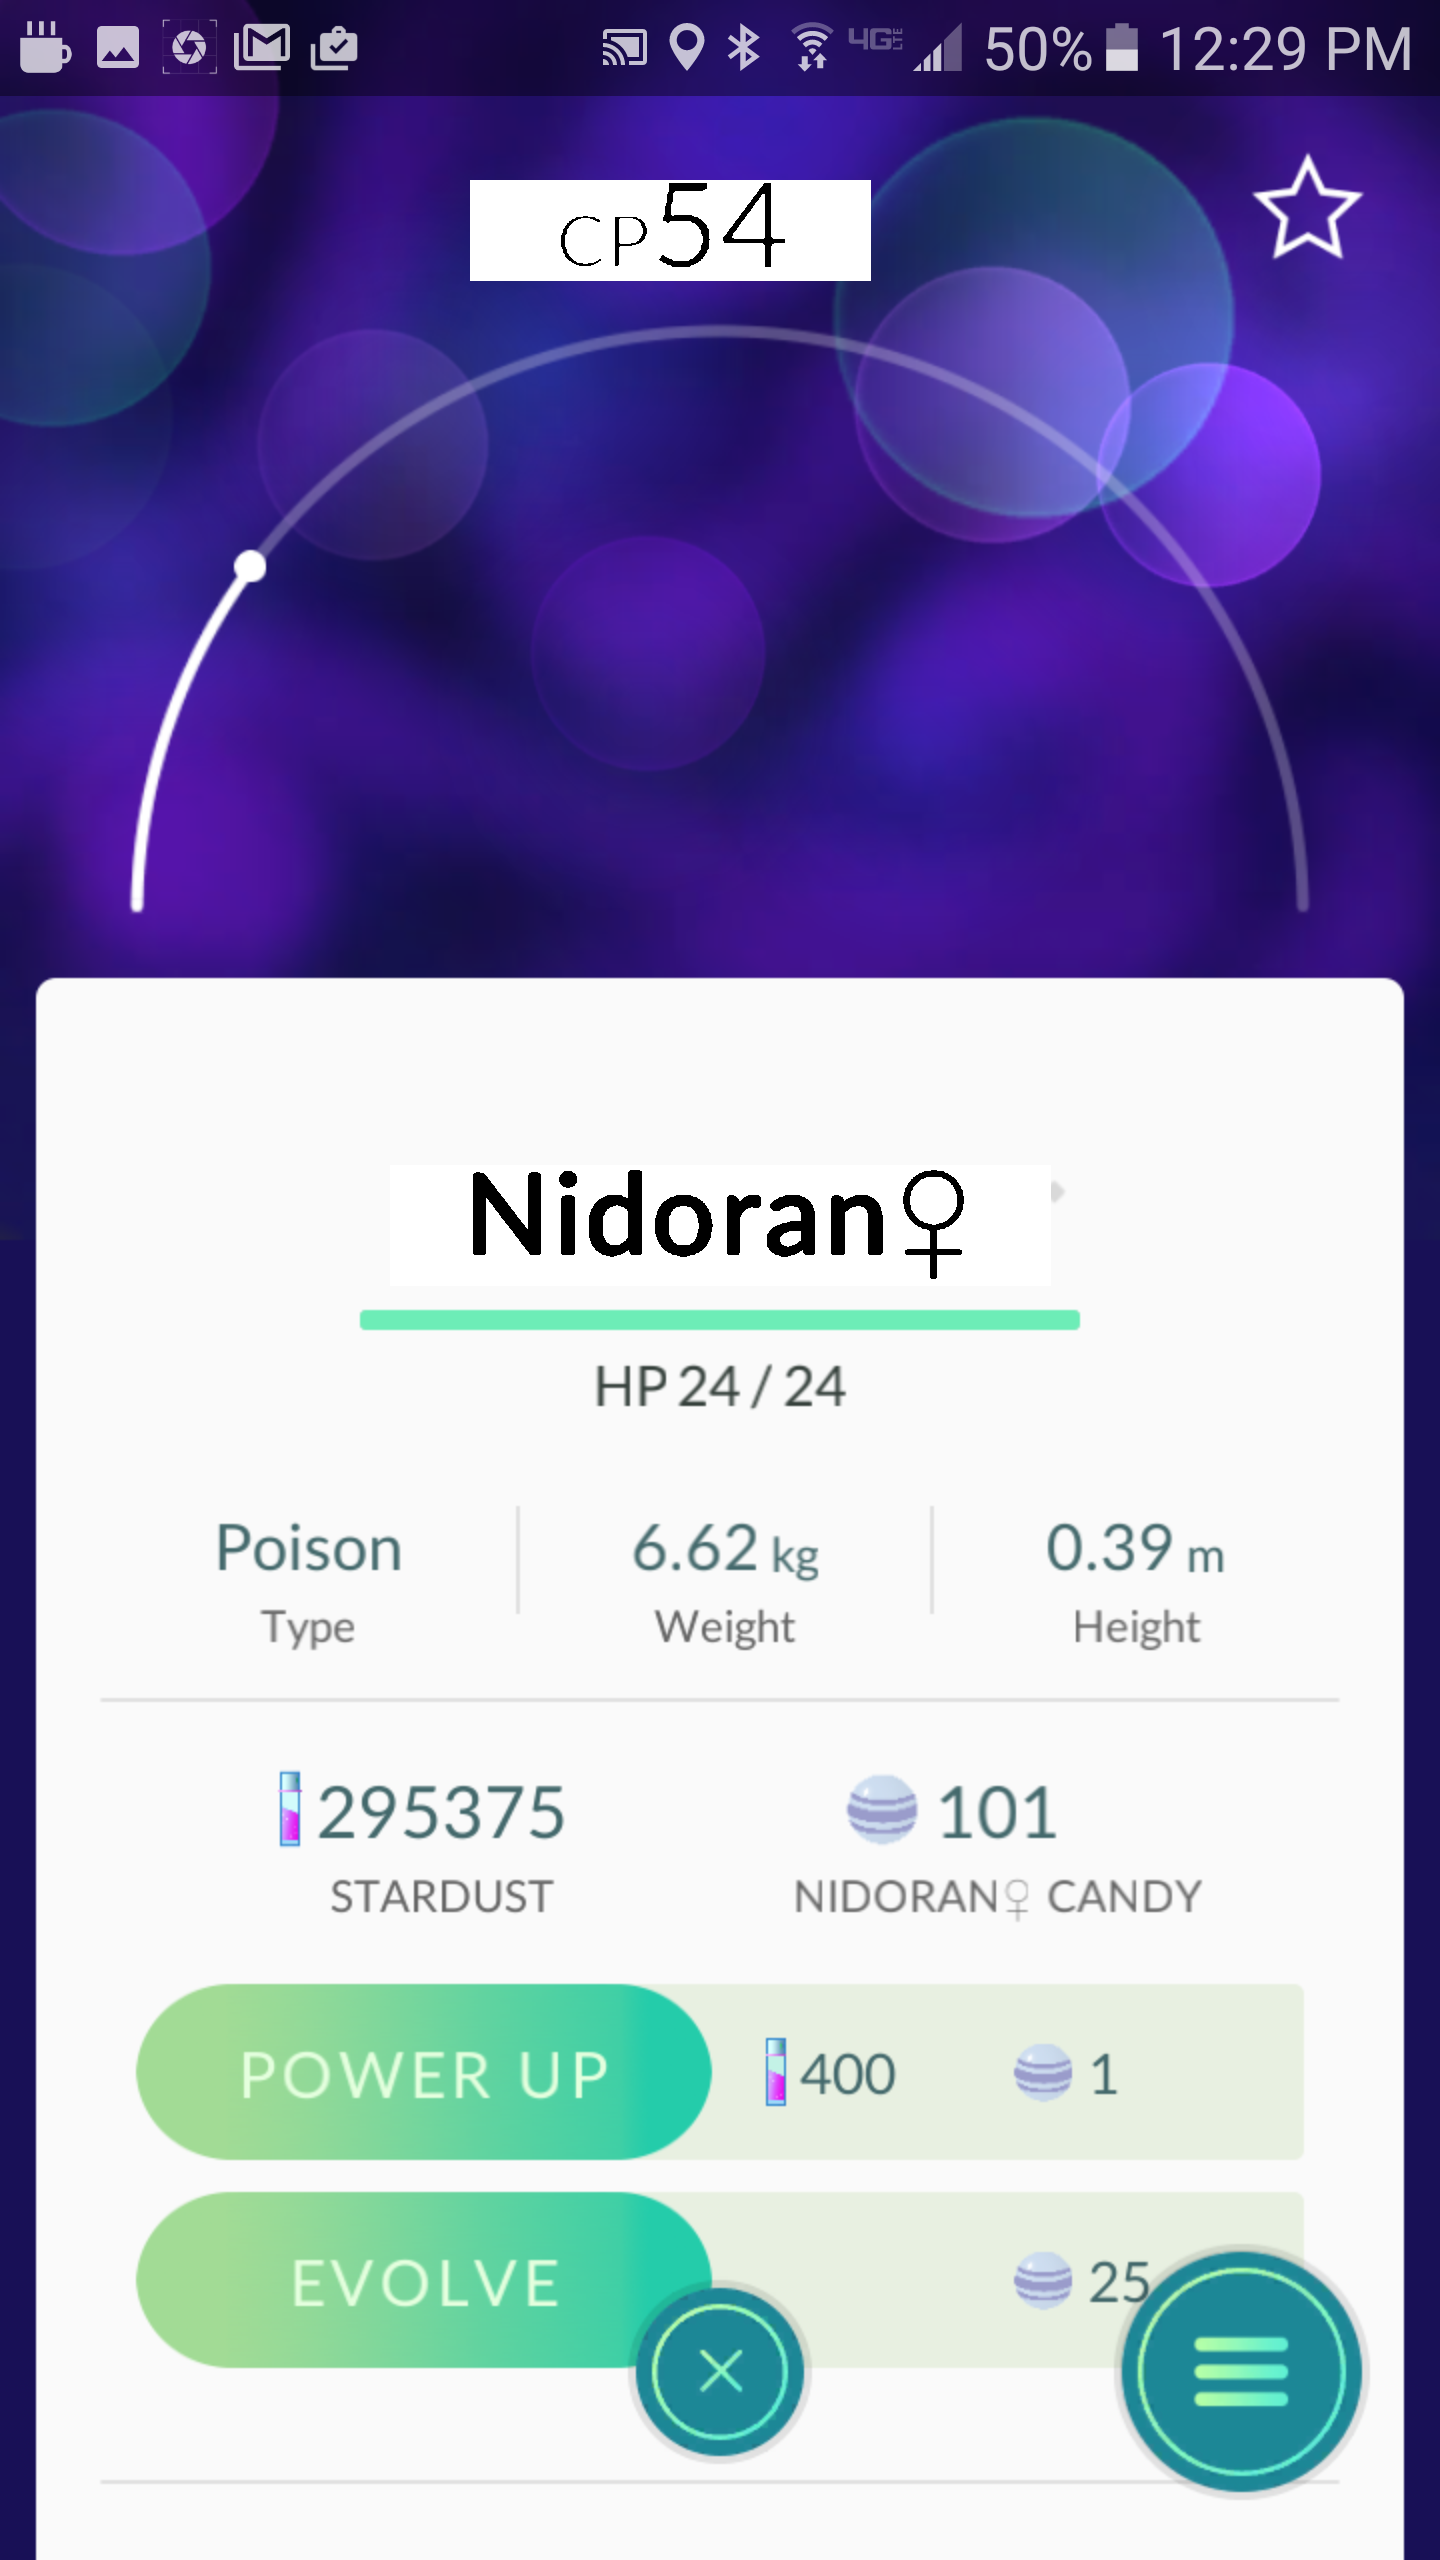 4G LTE 50% 12:29 PM
CP54
Nidoran♀
HP 24 / 24
Poison 6.62 kg 0.39 m
Type Weight Height
295375 101
STARDUST NIDORAN♀ CANDY
POWER UP 400 1
EVOLVE 25